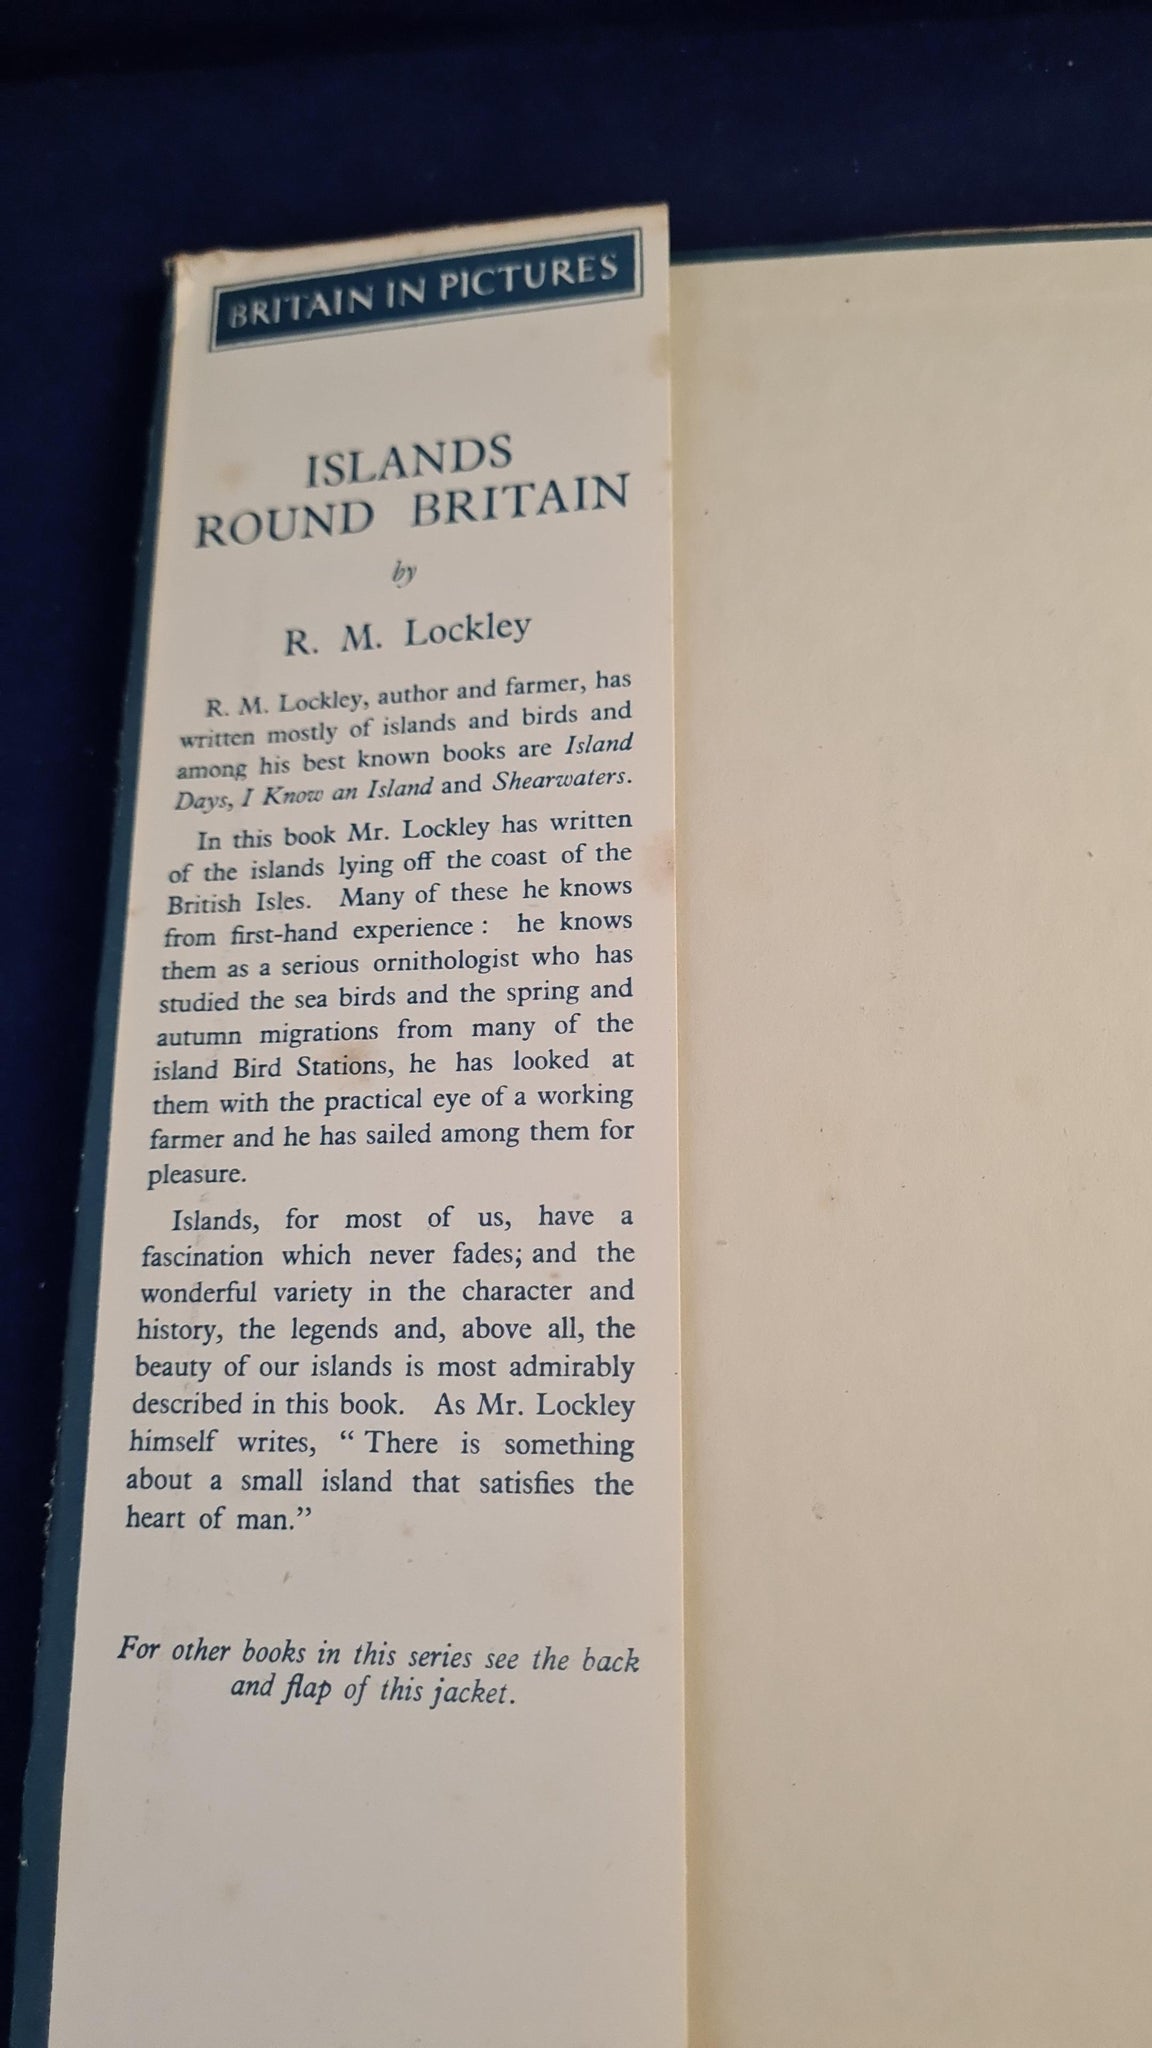 BRITAIN IN PICTURES
ISLANDS
ROUND BRITAIN
by
R. M. Lockley
R. M. Lockley, author and farmer, has
written mostly of islands and birds and
among his best known books are Island
Days, I Know an Island and Shearwaters.
In this book Mr. Lockley has written
of the islands lying off the coast of the
British Isles. Many of these he knows
from first-hand experience : he knows
them as a serious ornithologist who has
studied the sea birds and the spring and
autumn migrations from many of the
island Bird Stations, he has looked at
them with the practical eye of a working
farmer and he has sailed among them for
pleasure.
Islands, for most of us, have a
fascination which never fades; and the
wonderful variety in the character and
history, the legends and, above all, the
beauty of our islands is most admirably
described in this book. As Mr. Lockley
himself writes, “ There is something
about a small island that satisfies the
heart of man.”
For other books in this series see the back
and flap of this jacket.